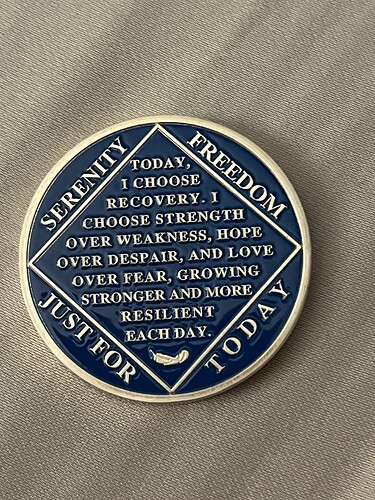 SERENITY
FREEDOM
TODAY,
I CHOOSE
RECOVERY. I
CHOOSE STRENGTH
OVER WEAKNESS, HOPE
OVER DESPAIR, AND LOVE
OVER FEAR, GROWING
STRONGER AND MORE
RESILIENT
EACH DAY.
JUST FOR
TODAY